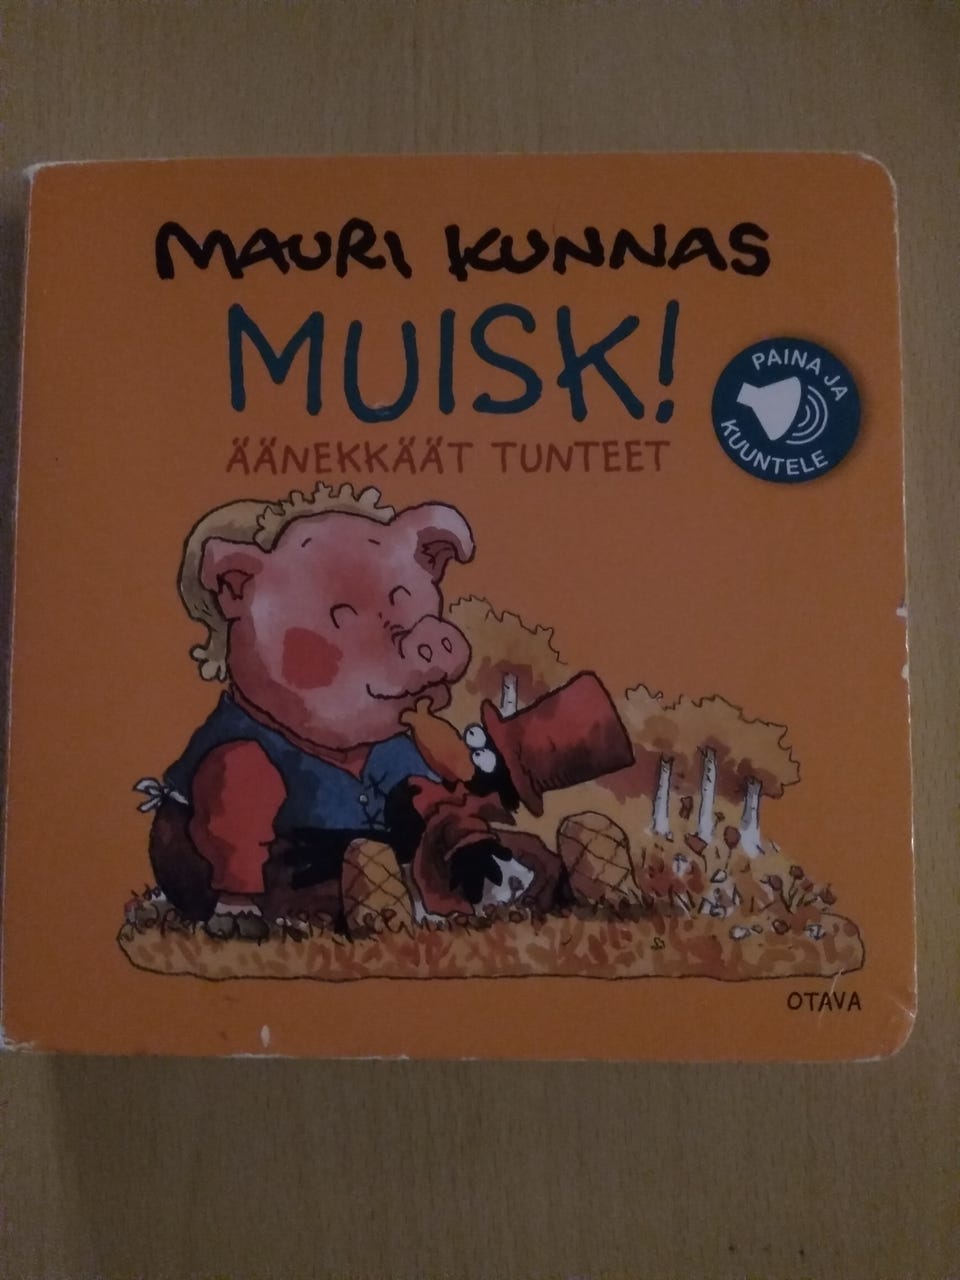 MAURI KUNNAS
MUISK!
ÄÄNEKKÄÄT TUNTEET
PAINA JA
KUUNTELE
OTAVA